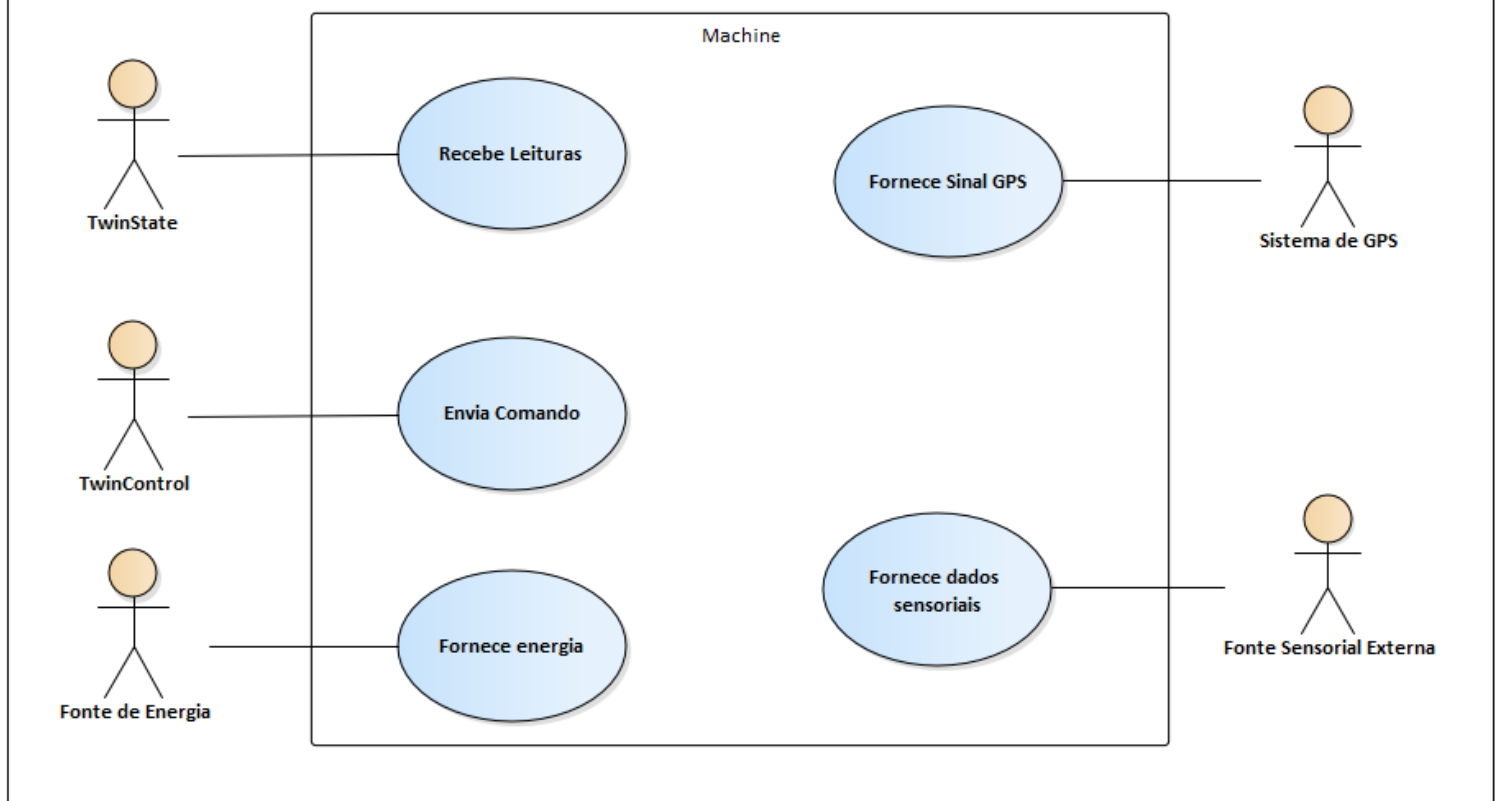 Machine
Recebe Leituras
TwinState
Fornece Sinal GPS
Sistema de GPS
Envia Comando
TwinControl
Fornece dados
sensoriais
Fonte Sensorial Externa
Fornece energia
Fonte de Energia